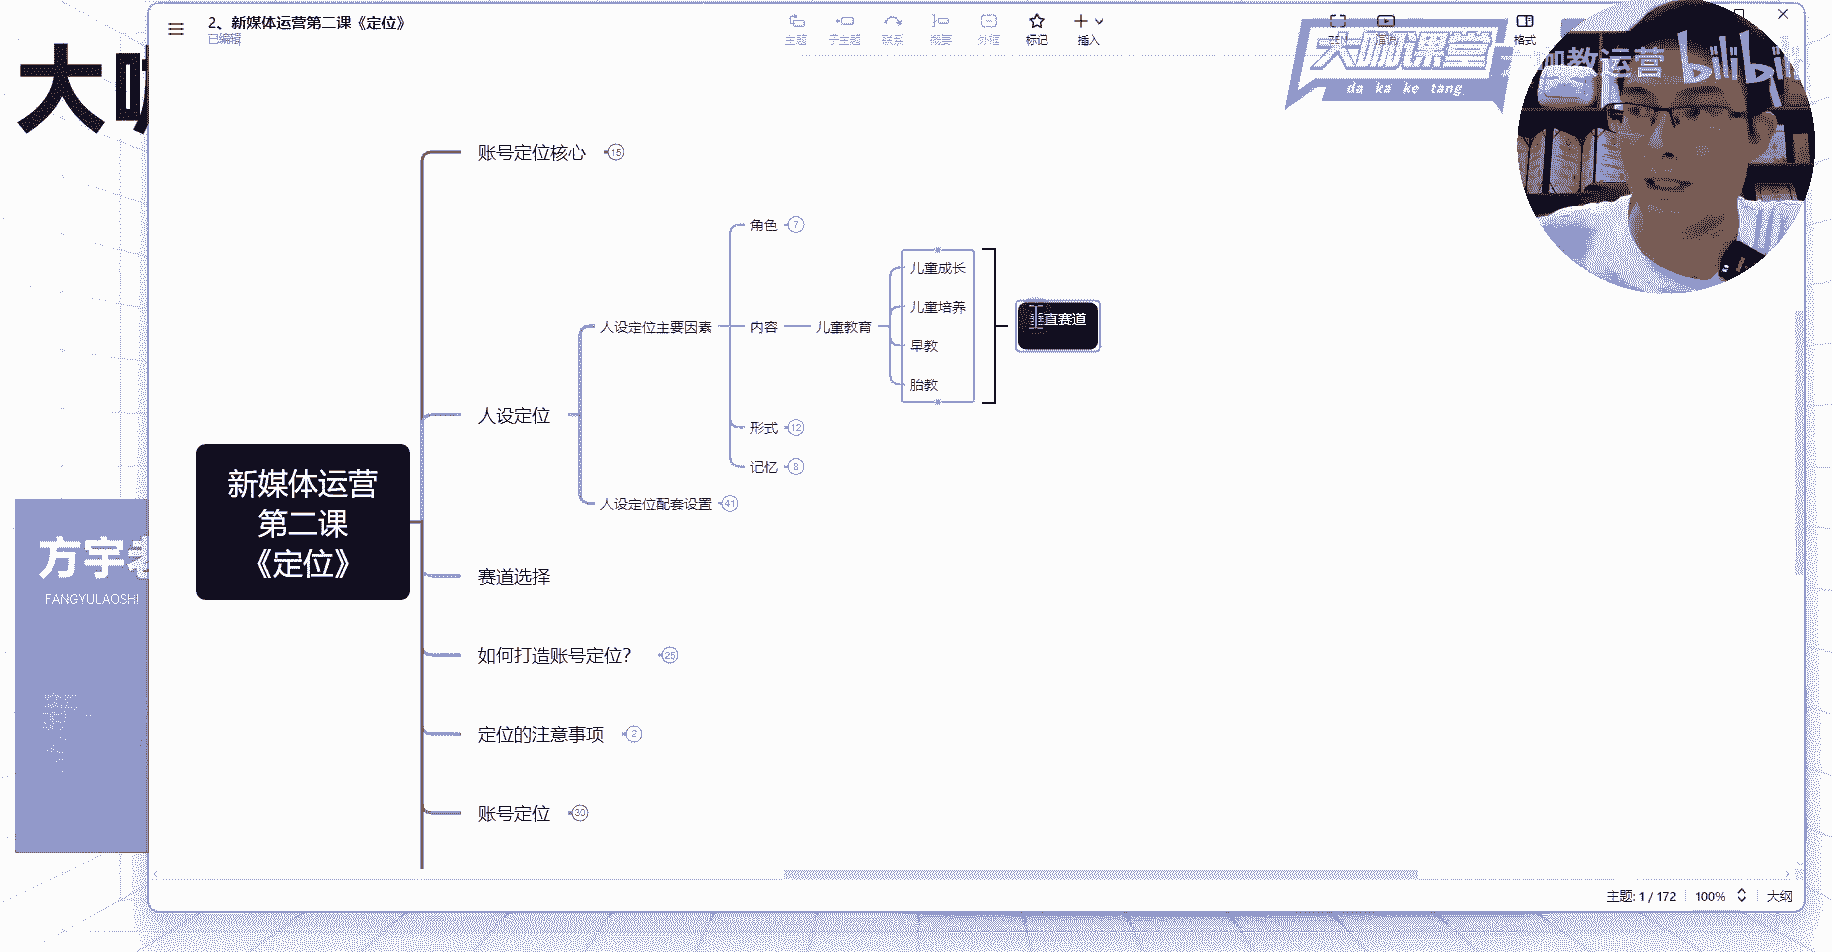 2、新媒体运营第二课《定位》
已编辑
主题
子主题
联系
概要
外框
标记
插入
格式
大咖课堂
da ka ke tang
咖教运营
bilibili
大
方宇老
FANGYULAOSHI
账号定位核心
15
角色
7
儿童成长
儿童培养
人设定位主要因素
内容
儿童教育
垂直赛道
早教
胎教
人设定位
形式
12
记忆
8
人设定位配套设置
41
新媒体运营
第二课
《定位》
赛道选择
如何打造账号定位？
25
定位的注意事项
2
账号定位
30
主题: 1 / 172
100%
大纲